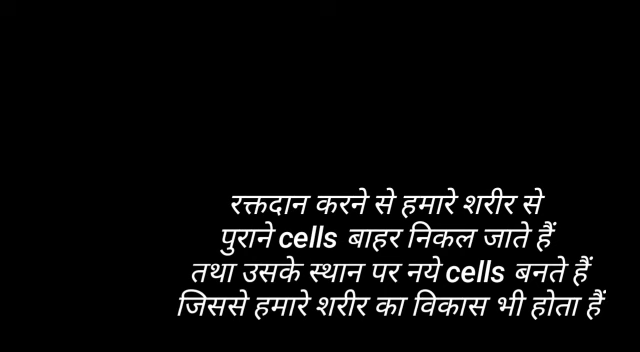 रक्तदान करने से हमारे शरीर से
पुराने cells बाहर निकल जाते हैं
तथा उसके स्थान पर नये cells बनते हैं
जिससे हमारे शरीर का विकास भी होता हैं